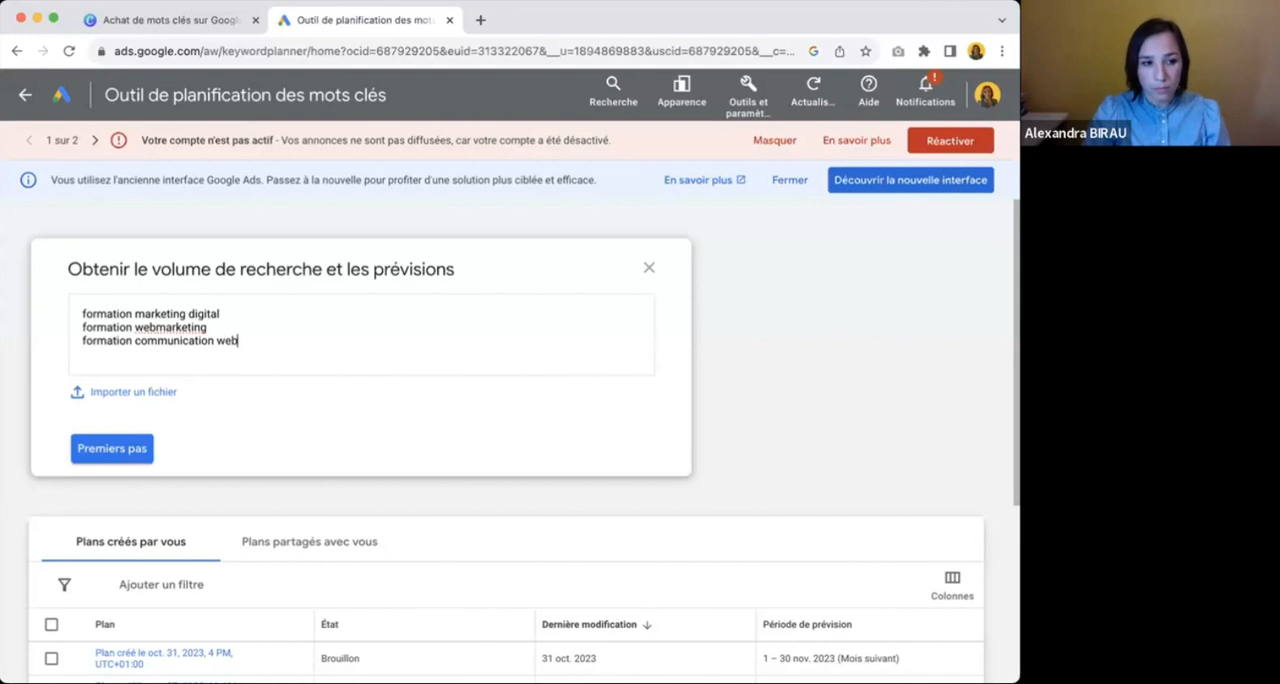 Achat de mots clés sur Googl
Outil de planification des mots
ads.google.com/aw/keywordplanner/home?ocid=687929205&euid=313322067&__u=1894869883&uscid=687929205&__c=...
Outil de planification des mots clés
Recherche
Apparence
Outils et
paramèt...
Actualis...
Aide
Notifications
1 sur 2
Votre compte n'est pas actif - Vos annonces ne sont pas diffusées, car votre compte a été désactivé.
Masquer
En savoir plus
Réactiver
Vous utilisez l'ancienne interface Google Ads. Passez à la nouvelle pour profiter d'une solution plus ciblée et efficace.
En savoir plus
Fermer
Découvrir la nouvelle interface
Alexandra BIRAU
Obtenir le volume de recherche et les prévisions
formation marketing digital
formation webmarketing
formation communication web
Importer un fichier
Premiers pas
Plans créés par vous
Plans partagés avec vous
Ajouter un filtre
Colonnes
Plan
État
Dernière modification
Période de prévision
Plan créé le oct. 31, 2023, 4 PM,
UTC+01:00
Brouillon
31 oct. 2023
1 – 30 nov. 2023 (Mois suivant)